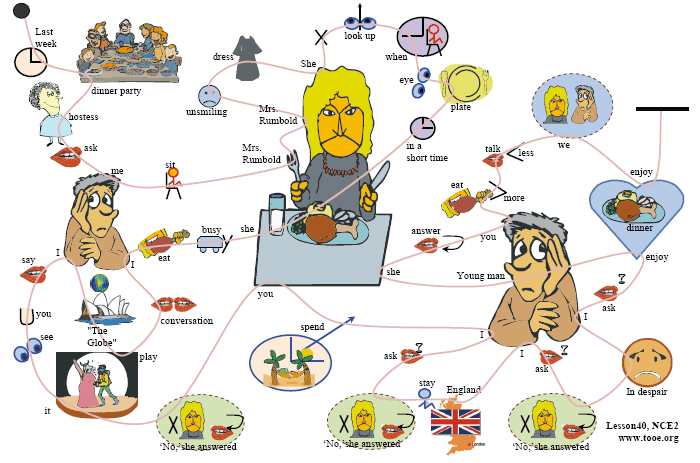 Last
week
dinner party
hostess
ask
me
sit
Mrs.
Rumbold
Mrs.
Rumbold
unsmiling
dress
She
look up
when
eye
plate
in a
short time
she
busy
eat
I
I
conversation
"The
Globe"
say
you
see
play
it
'No,'she answered
you
spend
I
ask
'No,'she answered
stay
England
London
I
ask
'No,'she answered
In despair
I
ask
enjoy
dinner
enjoy
Young man
she
answer
you
eat
more
talk
less
we
Lesson40, NCE2
www.tooe.org